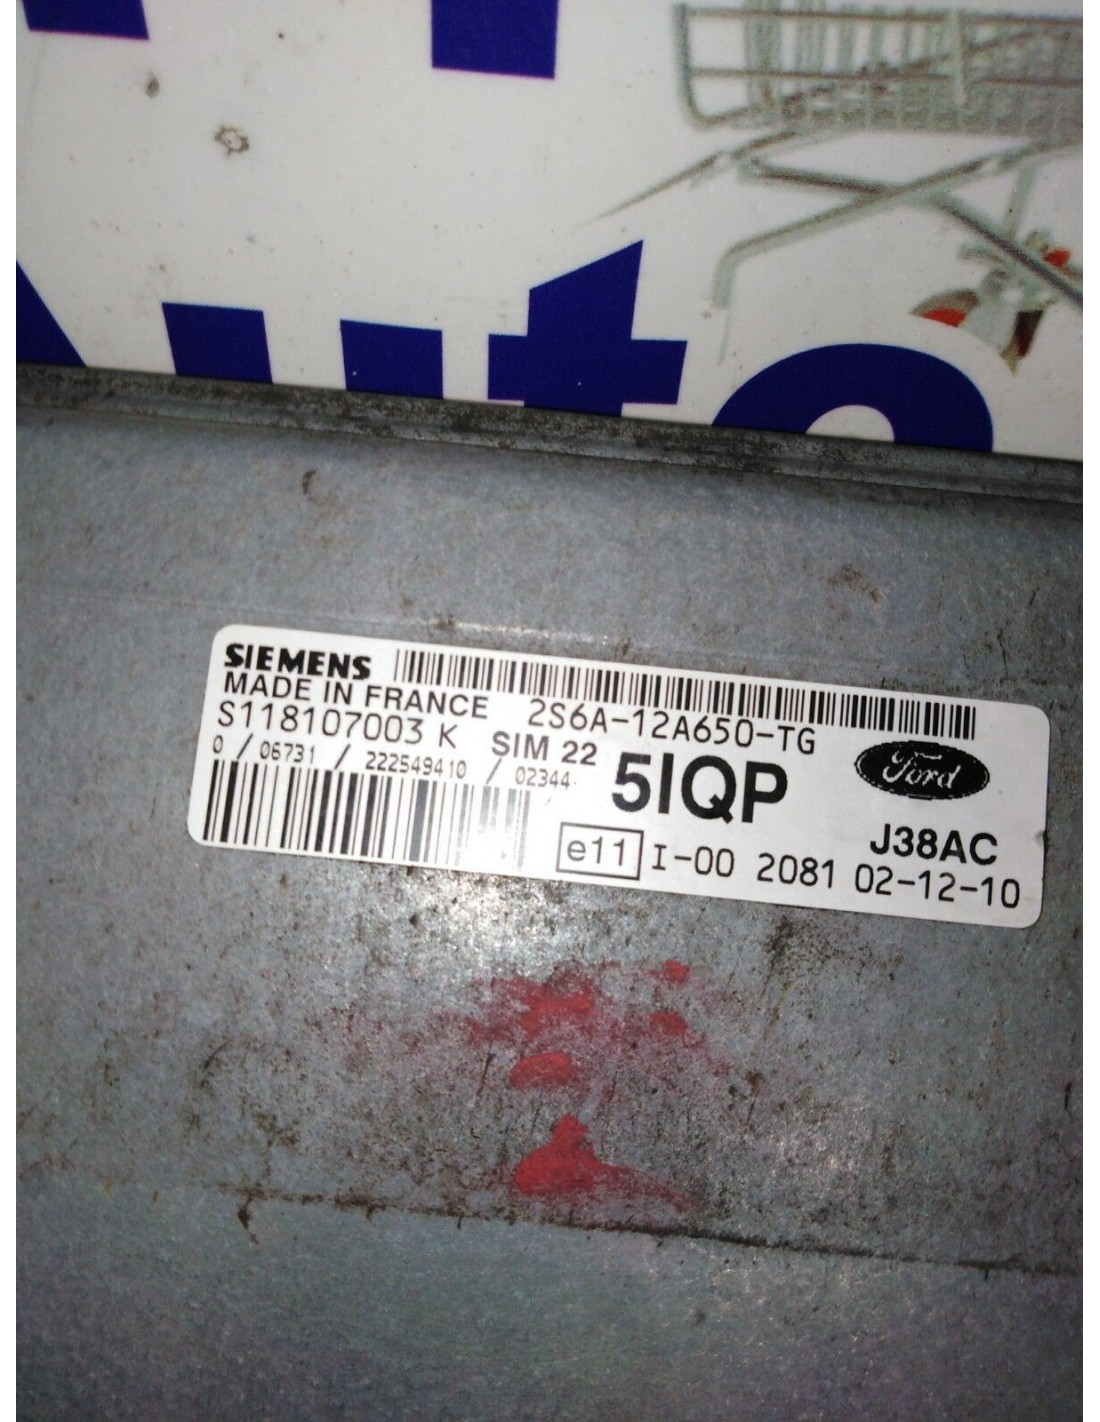 Auto
SIEMENS
MADE IN FRANCE
2S6A-12A650-TG
S118107003 K
SIM 22
5IQP
Ford
0 / 06731 / 222549410 / 02344
J38AC
e11 I-00 2081 02-12-10